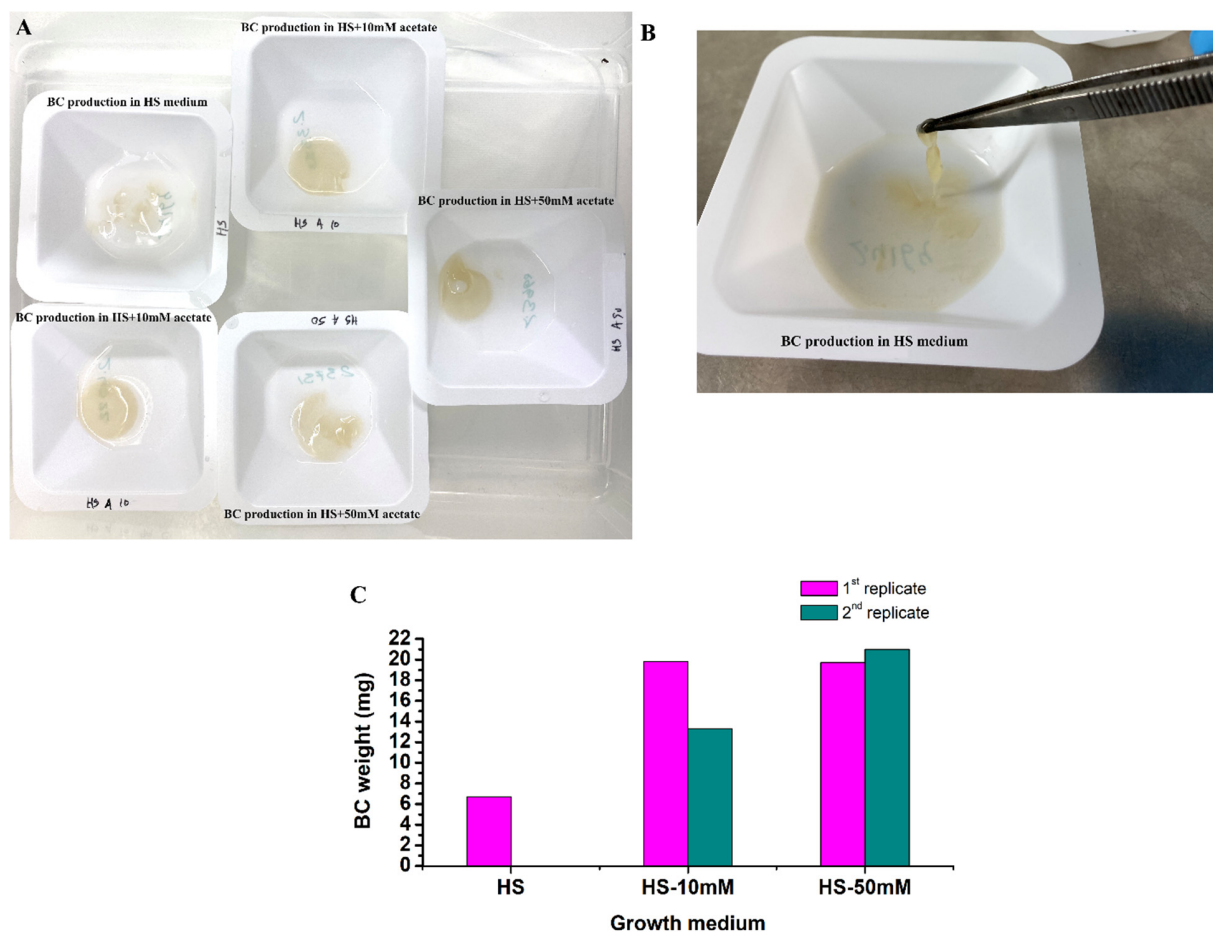 A
BC production in HS+10mM acetate
B
BC production in HS medium
BC production in HS+50mM acetate
HS
HS A 10
BC production in HS+10mM acetate
HS A 50
HS A 50
HS A 10
BC production in HS+50mM acetate
BC production in HS medium
C
1st replicate
2nd replicate
BC weight (mg)
22
20
18
16
14
12
10
8
6
4
2
0
HS
HS-10mM
HS-50mM
Growth medium